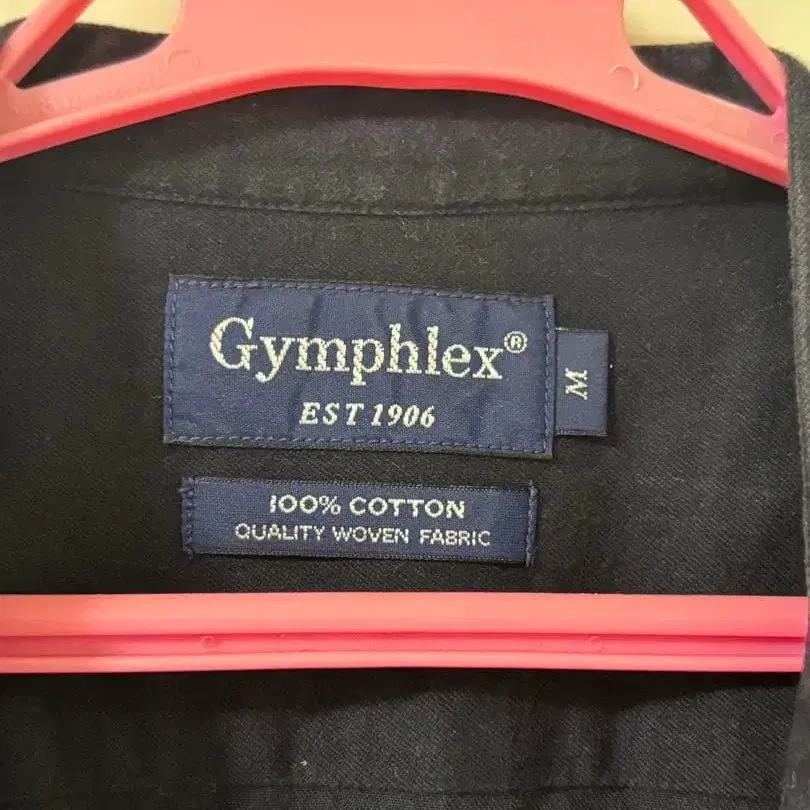 Gymphlex®
EST 1906
M
100% COTTON
QUALITY WOVEN FABRIC